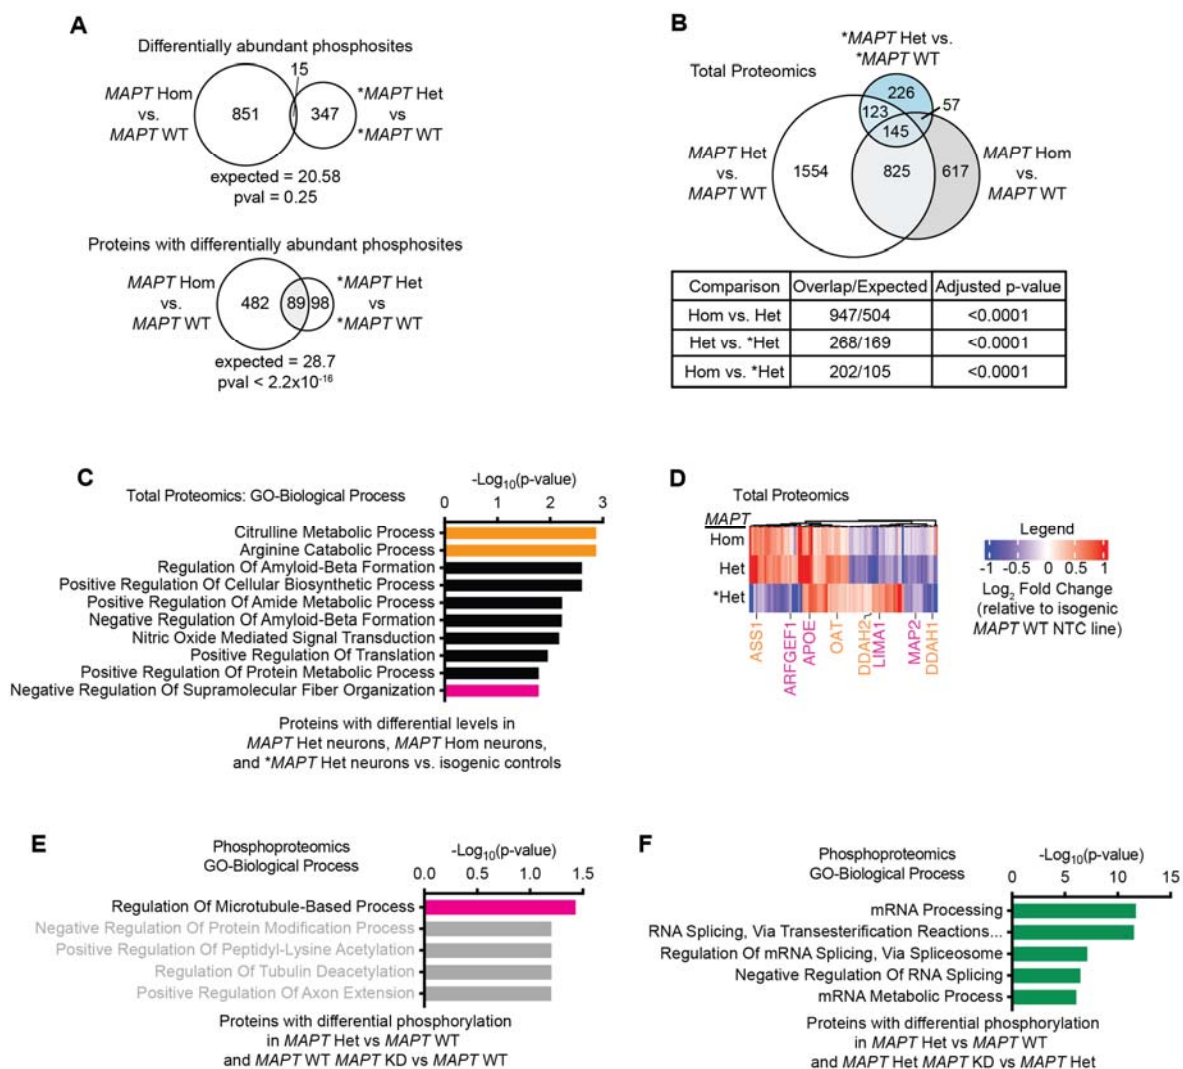 A
Differentially abundant phosphosites
15
MAPT Hom
vs.
MAPT WT
851
347
*MAPT Het
vs
*MAPT WT
expected = 20.58
pval = 0.25
Proteins with differentially abundant phosphosites
MAPT Hom
vs.
MAPT WT
482
89
98
*MAPT Het
vs
*MAPT WT
expected = 28.7
pval < 2.2x10⁻¹⁶
B
*MAPT Het vs.
*MAPT WT
Total Proteomics
226
57
123
145
MAPT Het
vs.
MAPT WT
1554
825
617
MAPT Hom
vs.
MAPT WT
Comparison Overlap/Expected Adjusted p-value
Hom vs. Het 947/504 <0.0001
Het vs. *Het 268/169 <0.0001
Hom vs. *Het 202/105 <0.0001
C
-Log₁₀(p-value)
Total Proteomics: GO-Biological Process
0 1 2 3
Citrulline Metabolic Process
Arginine Catabolic Process
Regulation Of Amyloid-Beta Formation
Positive Regulation Of Cellular Biosynthetic Process
Positive Regulation Of Amide Metabolic Process
Negative Regulation Of Amyloid-Beta Formation
Nitric Oxide Mediated Signal Transduction
Positive Regulation Of Translation
Positive Regulation Of Protein Metabolic Process
Negative Regulation Of Supramolecular Fiber Organization
Proteins with differential levels in
MAPT Het neurons, MAPT Hom neurons,
and *MAPT Het neurons vs. isogenic controls
D
Total Proteomics
MAPT
Hom
Het
*Het
ASS1
ARFGEF1
APOE
OAT
DDAH2
LIMA1
MAP2
DDAH1
Legend
-1 -0.5 0 0.5 1
Log₂ Fold Change
(relative to isogenic
MAPT WT NTC line)
E
Phosphoproteomics
GO-Biological Process
-Log₁₀(p-value)
0.0 0.5 1.0 1.5
Regulation Of Microtubule-Based Process
Negative Regulation Of Protein Modification Process
Positive Regulation Of Peptidyl-Lysine Acetylation
Regulation Of Tubulin Deacetylation
Positive Regulation Of Axon Extension
Proteins with differential phosphorylation
in MAPT Het vs MAPT WT
and MAPT WT MAPT KD vs MAPT WT
F
Phosphoproteomics
GO-Biological Process
-Log₁₀(p-value)
0 5 10 15
mRNA Processing
RNA Splicing, Via Transesterification Reactions...
Regulation Of mRNA Splicing, Via Spliceosome
Negative Regulation Of RNA Splicing
mRNA Metabolic Process
Proteins with differential phosphorylation
in MAPT Het vs MAPT WT
and MAPT Het MAPT KD vs MAPT Het